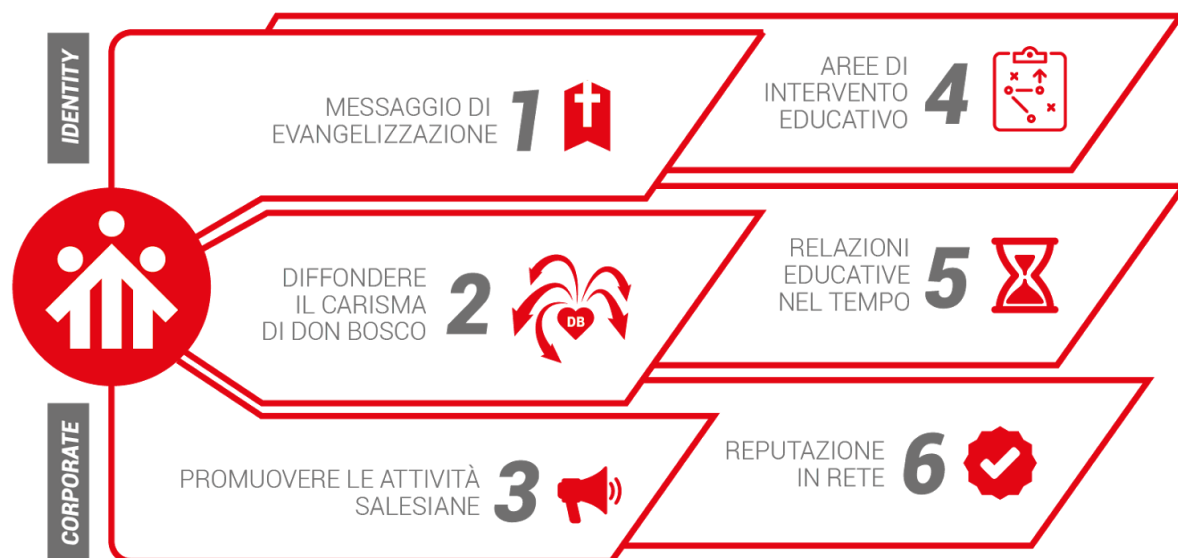 IDENTITY
MESSAGGIO DI
EVANGELIZZAZIONE
1
DIFFONDERE
IL CARISMA
DI DON BOSCO
2
DB
CORPORATE
PROMUOVERE LE ATTIVITÀ
SALESIANE
3
AREE DI
INTERVENTO
EDUCATIVO
4
RELAZIONI
EDUCATIVE
NEL TEMPO
5
REPUTAZIONE
IN RETE
6